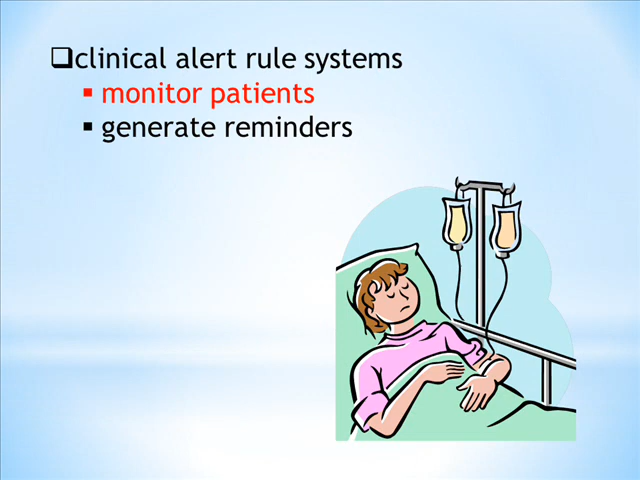 ❑clinical alert rule systems
▪ monitor patients
▪ generate reminders